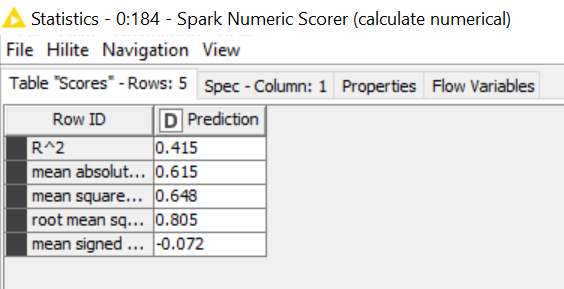 Statistics - 0:184 - Spark Numeric Scorer (calculate numerical)
File Hilite Navigation View
Table "Scores" - Rows: 5 Spec - Column: 1 Properties Flow Variables
Row ID D Prediction
R^2 0.415
mean absolut... 0.615
mean square... 0.648
root mean sq... 0.805
mean signed ... -0.072